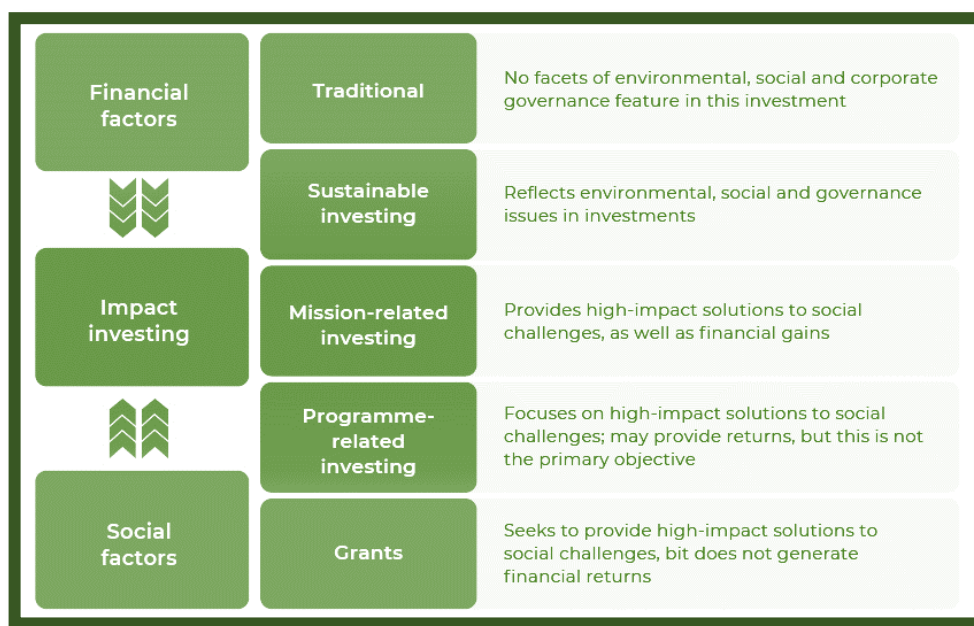 Financial
factors
Traditional
No facets of environmental, social and corporate
governance feature in this investment
Sustainable
investing
Reflects environmental, social and governance
issues in investments
Impact
investing
Mission-related
investing
Provides high-impact solutions to social
challenges, as well as financial gains
Programme-
related
investing
Focuses on high-impact solutions to social
challenges; may provide returns, but this is not
the primary objective
Social
factors
Grants
Seeks to provide high-impact solutions to
social challenges, bit does not generate
financial returns